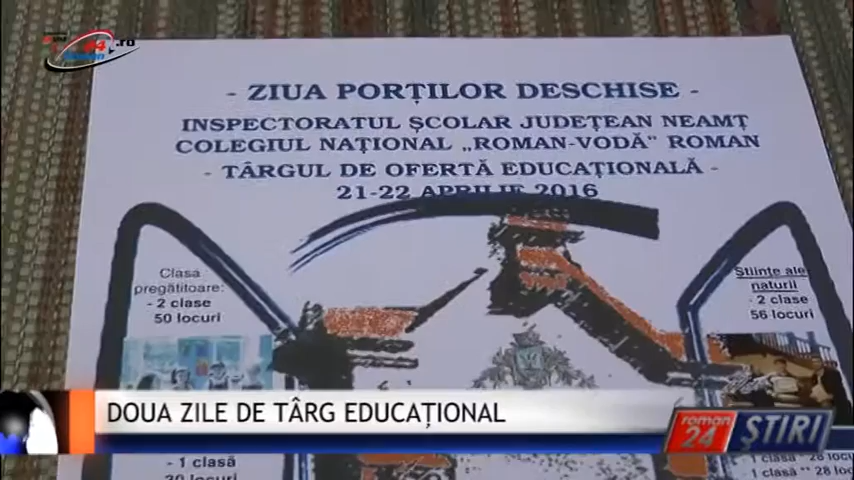 - ZIUA PORȚILOR DESCHISE -
INSPECTORATUL ȘCOLAR JUDEȚEAN NEAMȚ
COLEGIUL NAȚIONAL „ROMAN-VODĂ” ROMAN
- TÂRGUL DE OFERTĂ EDUCAȚIONALĂ -
21-22 APRILIE 2016
Clasa
pregătitoare:
- 2 clase
50 locuri
Științe ale
naturii
- 2 clase
56 locuri
DOUA ZILE DE TÂRG EDUCAȚIONAL
roman
24
ȘTIRI
- 1 clasă
1 clasă